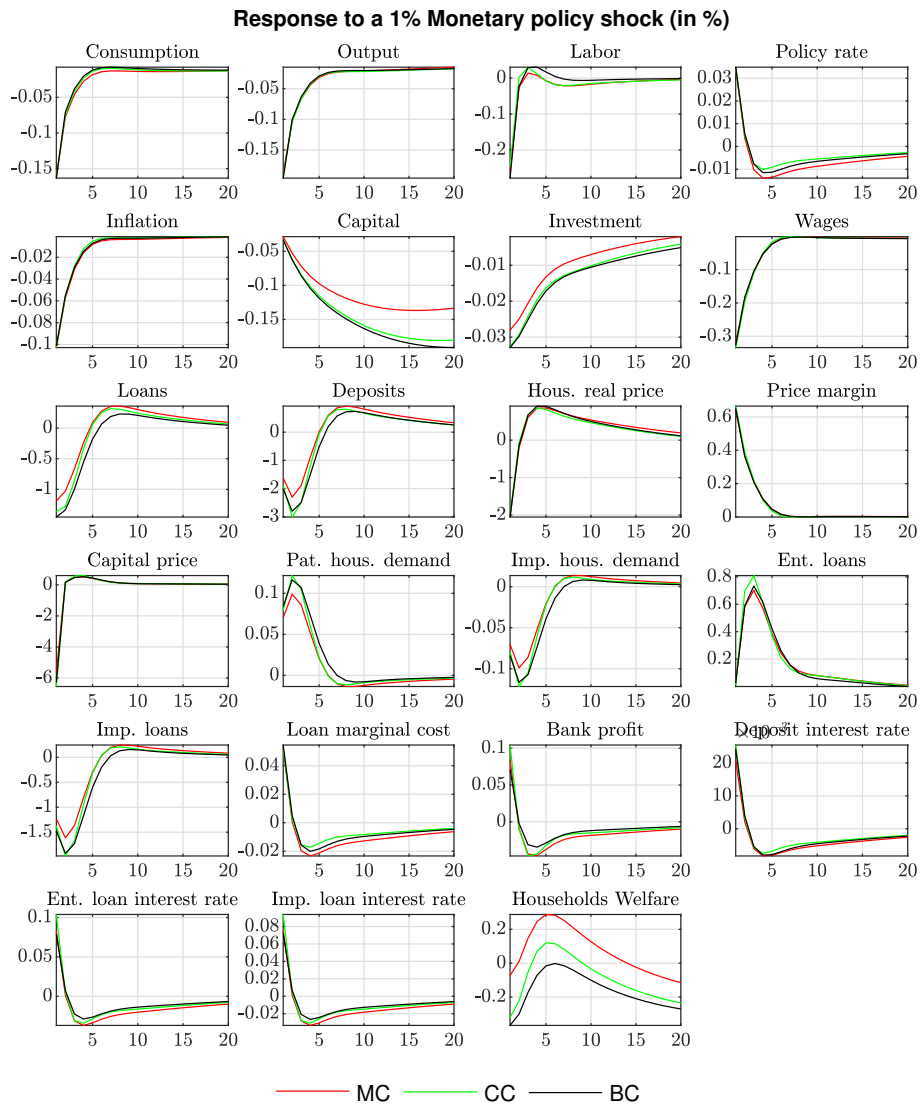 Response to a 1% Monetary policy shock (in %)
Consumption
-0.05
-0.1
-0.15
5 10 15 20
Output
-0.05
-0.1
-0.15
5 10 15 20
Labor
0
-0.1
-0.2
5 10 15 20
Policy rate
0.03
0.02
0.01
0
-0.01
5 10 15 20
Inflation
-0.02
-0.04
-0.06
-0.08
-0.1
5 10 15 20
Capital
-0.05
-0.1
-0.15
5 10 15 20
Investment
-0.01
-0.02
-0.03
5 10 15 20
Wages
-0.1
-0.2
-0.3
5 10 15 20
Loans
0
-0.5
-1
5 10 15 20
Deposits
0
-1
-2
-3
5 10 15 20
Hous. real price
0
-1
-2
5 10 15 20
Price margin
0.6
0.4
0.2
0
5 10 15 20
Capital price
0
-2
-4
-6
5 10 15 20
Pat. hous. demand
0.1
0.05
0
5 10 15 20
Imp. hous. demand
0
-0.05
-0.1
5 10 15 20
Ent. loans
0.8
0.6
0.4
0.2
5 10 15 20
Imp. loans
0
-0.5
-1
-1.5
5 10 15 20
Loan marginal cost
0.04
0.02
0
-0.02
5 10 15 20
Bank profit
0.1
0.05
0
5 10 15 20
Deposit interest rate
20
10
0
5 10 15 20
Ent. loan interest rate
0.1
0.05
0
5 10 15 20
Imp. loan interest rate
0.08
0.06
0.04
0.02
0
-0.02
5 10 15 20
Households Welfare
0.2
0
-0.2
5 10 15 20
MC CC BC